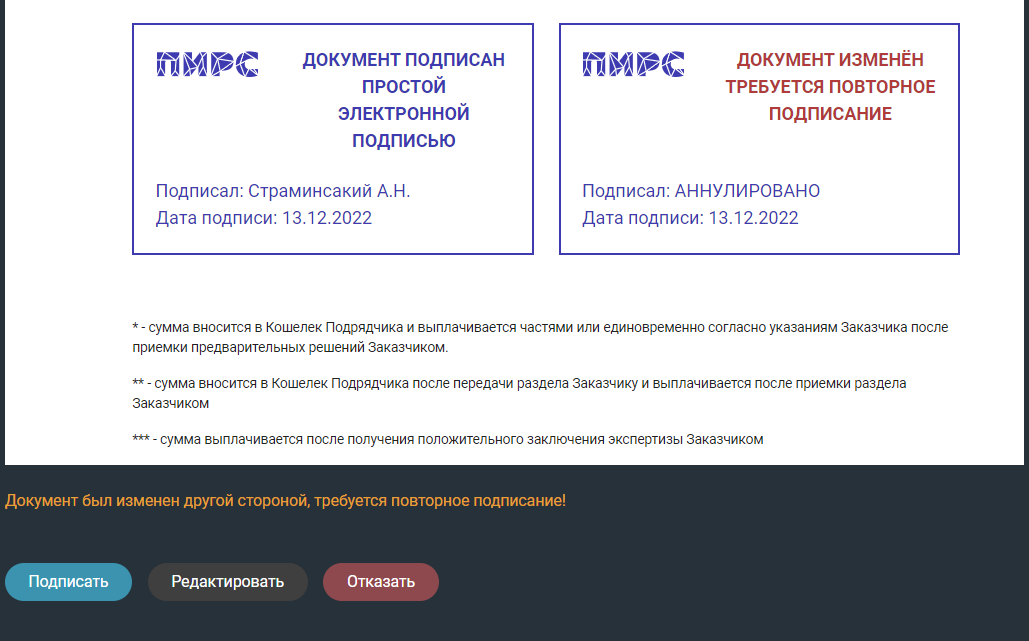 ПИРС
ДОКУМЕНТ ПОДПИСАН
ПРОСТОЙ
ЭЛЕКТРОННОЙ
ПОДПИСЬЮ
Подписал: Страминсакий А.Н.
Дата подписи: 13.12.2022
ПИРС
ДОКУМЕНТ ИЗМЕНЁН
ТРЕБУЕТСЯ ПОВТОРНОЕ
ПОДПИСАНИЕ
Подписал: АННУЛИРОВАНО
Дата подписи: 13.12.2022
* - сумма вносится в Кошелек Подрядчика и выплачивается частями или единовременно согласно указаниям Заказчика после
приемки предварительных решений Заказчиком.
** - сумма вносится в Кошелек Подрядчика после передачи раздела Заказчику и выплачивается после приемки раздела
Заказчиком
*** - сумма выплачивается после получения положительного заключения экспертизы Заказчиком
Документ был изменен другой стороной, требуется повторное подписание!
Подписать Редактировать Отказать